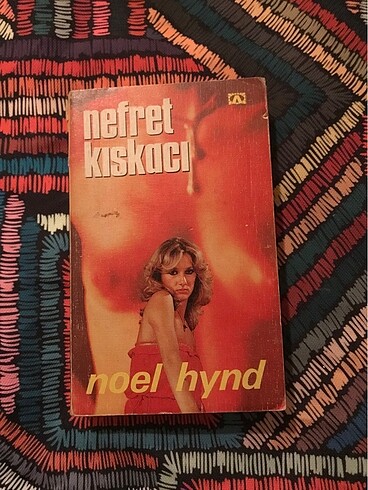 nefret
kıskacı
noel hynd